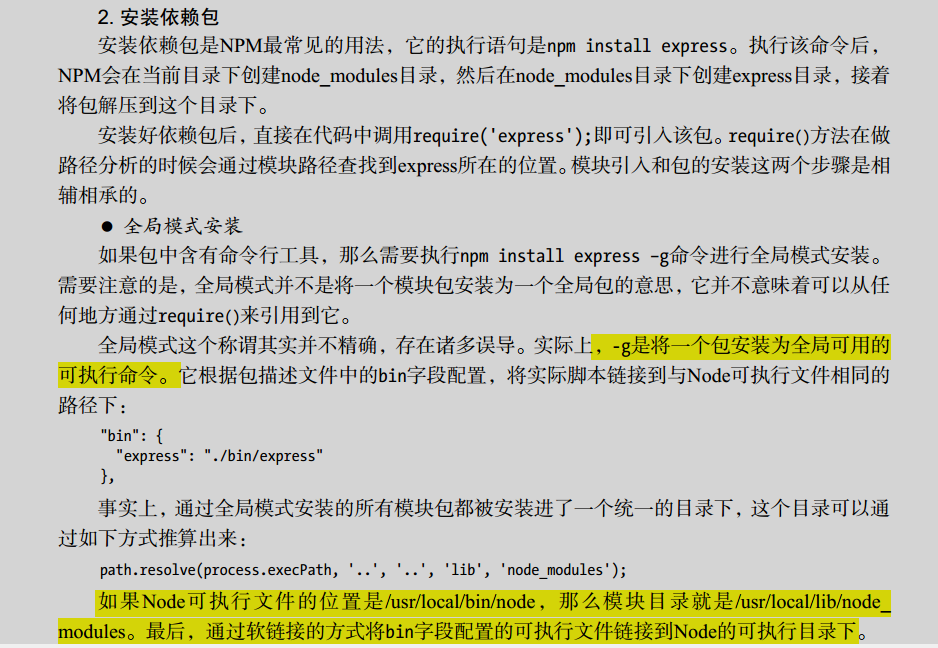 2. 安装依赖包
安装依赖包是NPM最常见的用法，它的执行语句是npm install express。执行该命令后，
NPM会在当前目录下创建node_modules目录，然后在node_modules目录下创建express目录，接着
将包解压到这个目录下。
安装好依赖包后，直接在代码中调用require('express');即可引入该包。require()方法在做
路径分析的时候会通过模块路径查找到express所在的位置。模块引入和包的安装这两个步骤是相
辅相承的。
● 全局模式安装
如果包中含有命令行工具，那么需要执行npm install express –g命令进行全局模式安装。
需要注意的是，全局模式并不是将一个模块包安装为一个全局包的意思，它并不意味着可以从任
何地方通过require()来引用到它。
全局模式这个称谓其实并不精确，存在诸多误导。实际上，-g是将一个包安装为全局可用的
可执行命令。它根据包描述文件中的bin字段配置，将实际脚本链接到与Node可执行文件相同的
路径下：
"bin": {
"express": "./bin/express"
},
事实上，通过全局模式安装的所有模块包都被安装进了一个统一的目录下，这个目录可以通
过如下方式推算出来：
path.resolve(process.execPath, '..', '..', 'lib', 'node_modules');
如果Node可执行文件的位置是/usr/local/bin/node，那么模块目录就是/usr/local/lib/node_
modules。最后，通过软链接的方式将bin字段配置的可执行文件链接到Node的可执行目录下。